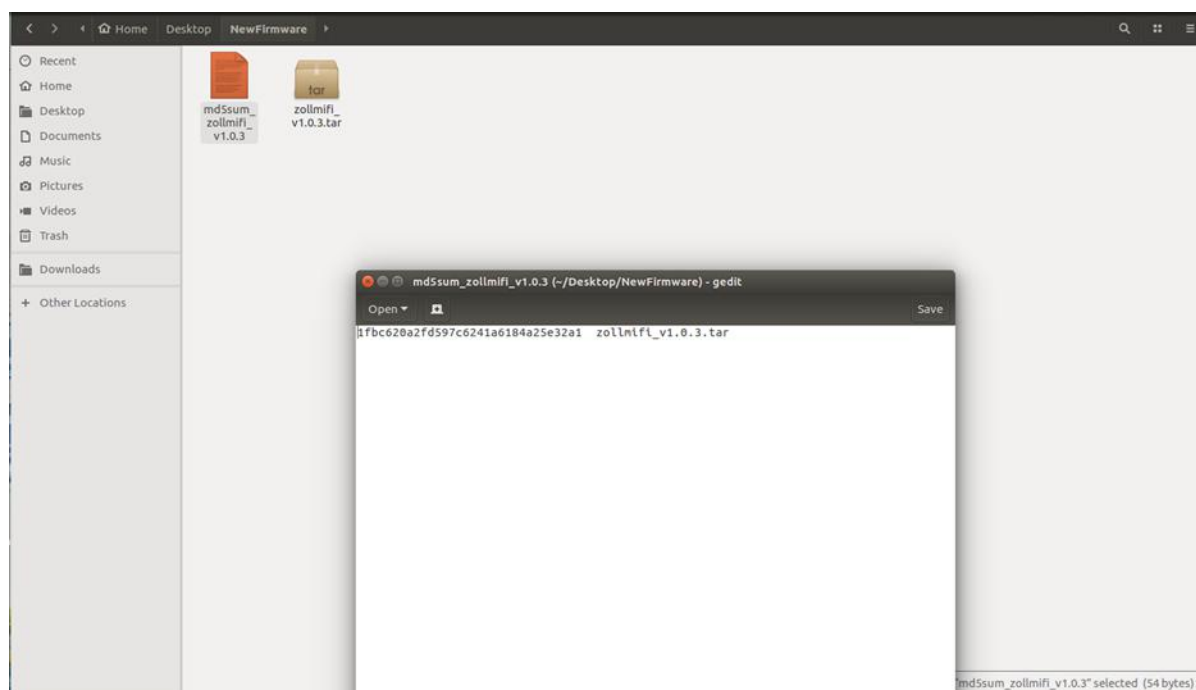 Home Desktop NewFirmware
Recent
Home
Desktop
Documents
Music
Pictures
Videos
Trash
Downloads
+ Other Locations
md5sum_
zollmifi_
v1.0.3
tar
zollmifi_
v1.0.3.tar
md5sum_zollmifi_v1.0.3 (~/Desktop/NewFirmware) - gedit
Open Save
1fbc620a2fd597c6241a6184a25e32a1 zollmifi_v1.0.3.tar
"md5sum_zollmifi_v1.0.3" selected (54 bytes)